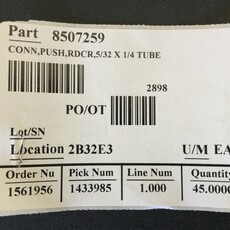 Part 8507259
CONN,PUSH,RDCR,5/32 X 1/4 TUBE
2898
PO/OT
Lot/SN
Location 2B32E3 U/M EA
Order Nu Pick Num Line Num Quantity
1561956 1433985 1.000 45.0000